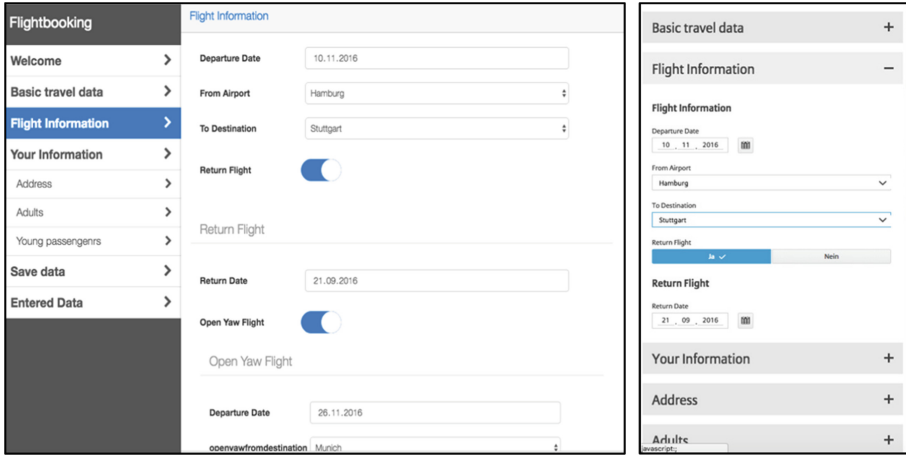 Flightbooking
Welcome
Basic travel data
Flight Information
Your Information
Address
Adults
Young passengenrs
Save data
Entered Data
Flight Information
Departure Date 10.11.2016
From Airport Hamburg
To Destination Stuttgart
Return Flight
Return Flight
Return Date 21.09.2016
Open Yaw Flight
Open Yaw Flight
Departure Date 26.11.2016
openyawfromdestination Munich
Basic travel data +
Flight Information −
Flight Information
Departure Date
10 . 11 . 2016
From Airport
Hamburg
To Destination
Stuttgart
Return Flight
Ja Nein
Return Flight
Return Date
21 . 09 . 2016
Your Information +
Address +
Adults +
javascript:;